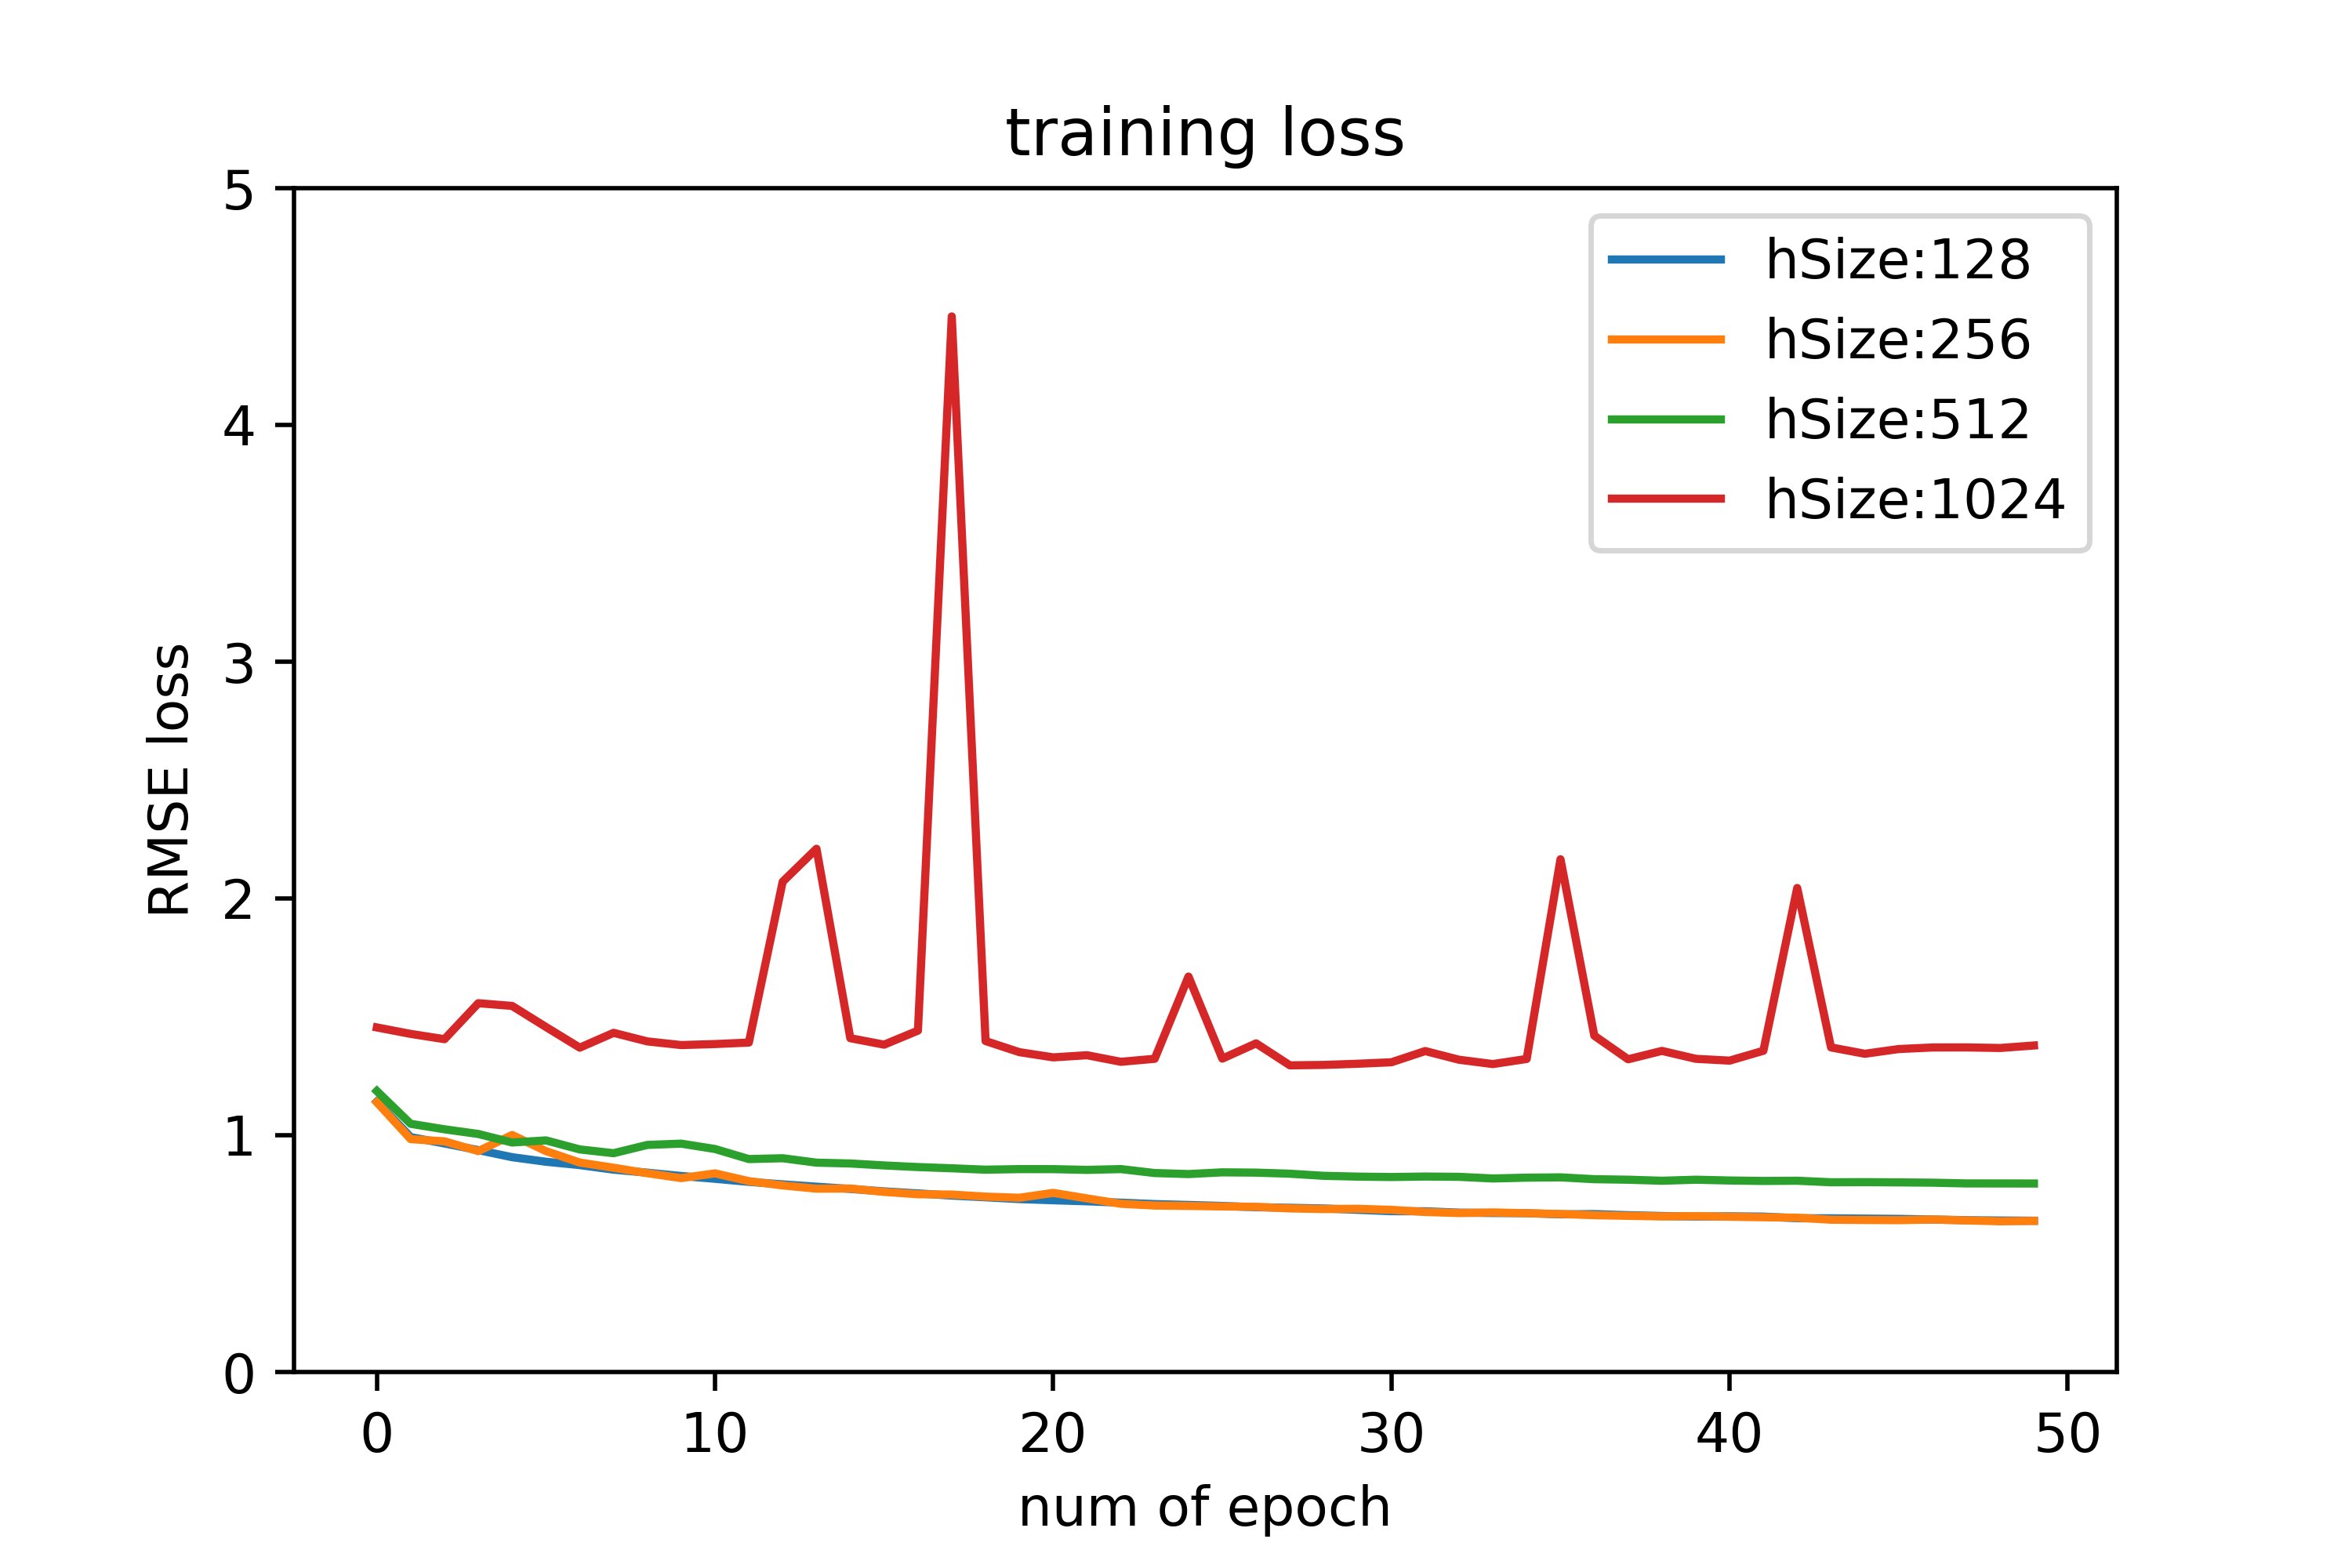 training loss
5
4
3
2
1
0
RMSE loss
hSize:128
hSize:256
hSize:512
hSize:1024
0 10 20 30 40 50
num of epoch